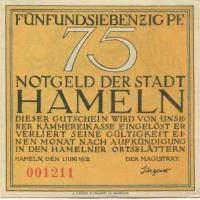 FÜNFUNDSIEBENZIG PF
75
NOTGELD DER STADT
HAMELN
DIESER GUTSCHEIN WIRD VON UNSE
RER KÄMMEREIKASSE EINGELÖST ER
VERLIERT SEINE GÜLTIGKEIT EI
NEN MONAT NACH AUFKÜNDIGUNG
IN DEN HAMELNER ORTSBLÄTTERN
HAMELN, DEN 1 JUNI 1921 DER MAGISTRAT:
001211